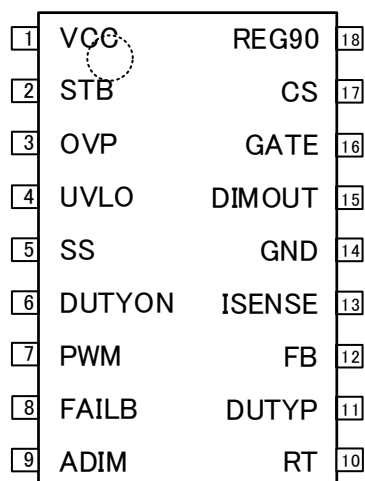 1 VCC REG90 18
2 STB CS 17
3 OVP GATE 16
4 UVLO DIMOUT 15
5 SS GND 14
6 DUTYON ISENSE 13
7 PWM FB 12
8 FAILB DUTYP 11
9 ADIM RT 10